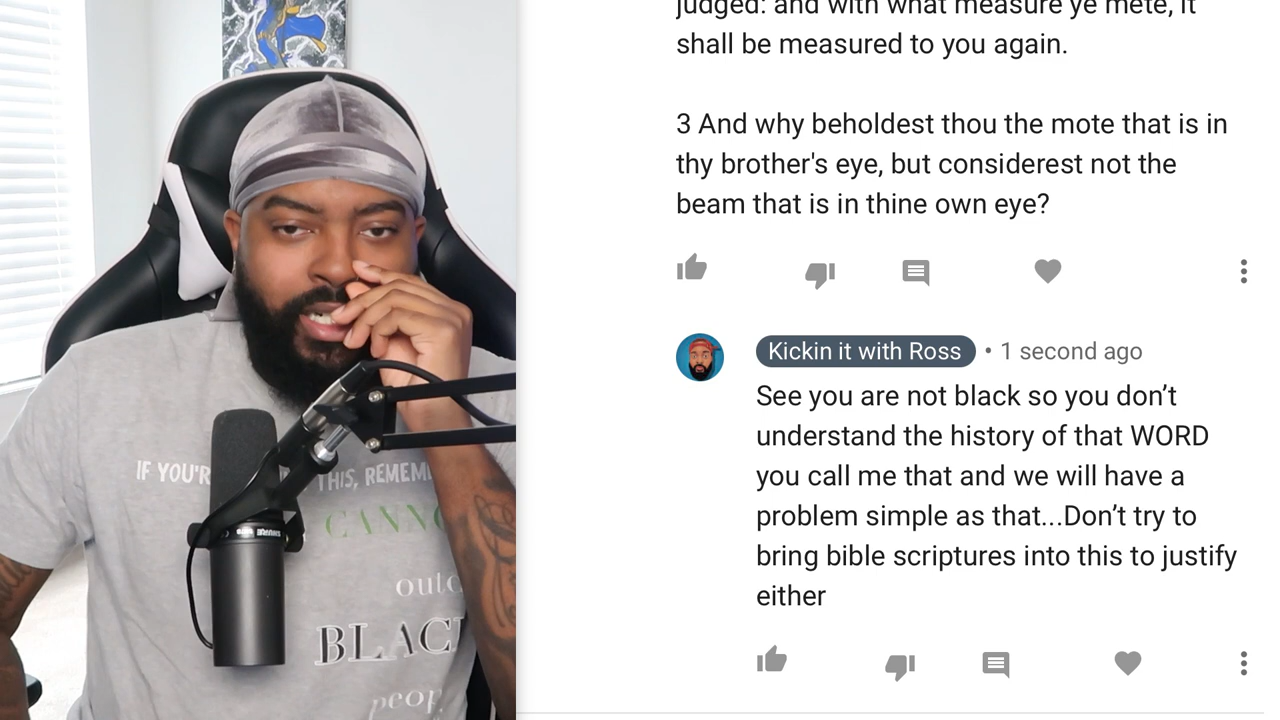 IF YOU'R THIS, REMEM
CANN
outd
BLAC
peop
judged: and with what measure ye mete, it
shall be measured to you again.
3 And why beholdest thou the mote that is in
thy brother's eye, but considerest not the
beam that is in thine own eye?
Kickin it with Ross • 1 second ago
See you are not black so you don’t
understand the history of that WORD
you call me that and we will have a
problem simple as that...Don’t try to
bring bible scriptures into this to justify
either